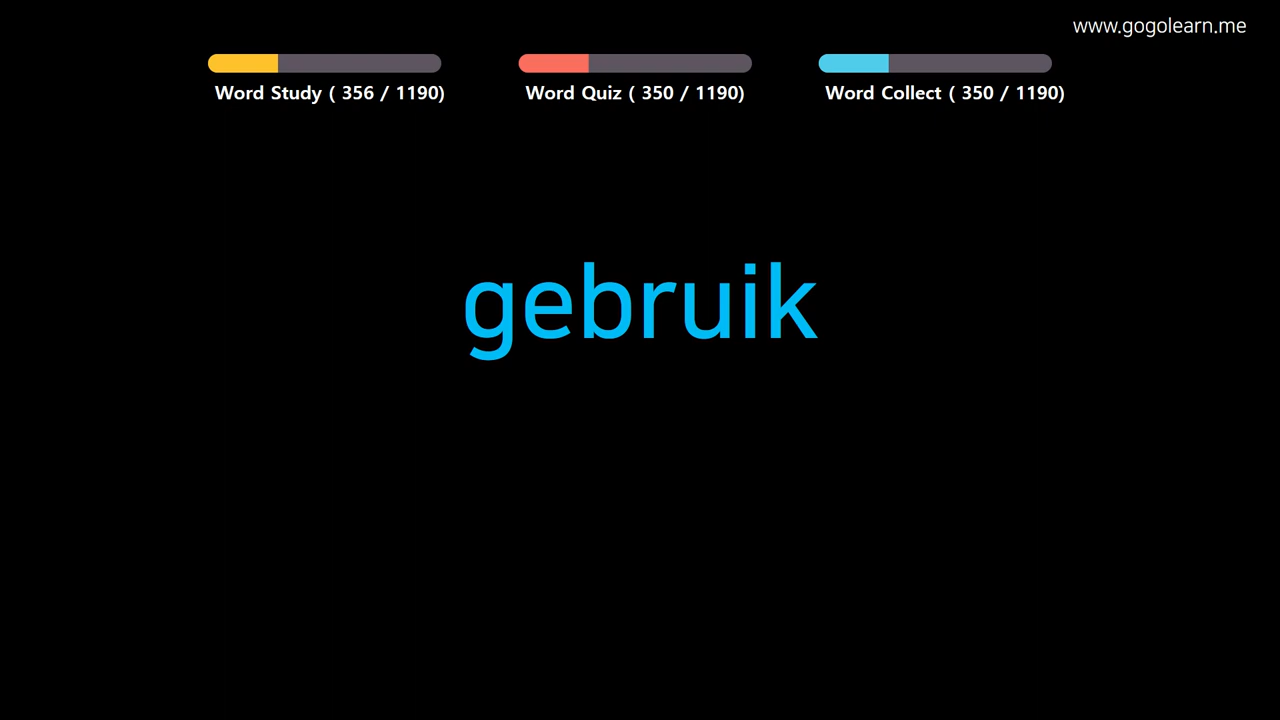 www.gogolearn.me
Word Study ( 356 / 1190)
Word Quiz ( 350 / 1190)
Word Collect ( 350 / 1190)
gebruik